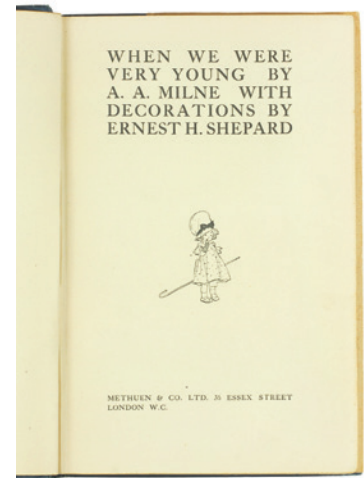 WHEN WE WERE
VERY YOUNG BY
A. A. MILNE WITH
DECORATIONS BY
ERNEST H. SHEPARD
METHUEN & CO. LTD. 36 ESSEX STREET
LONDON W.C.